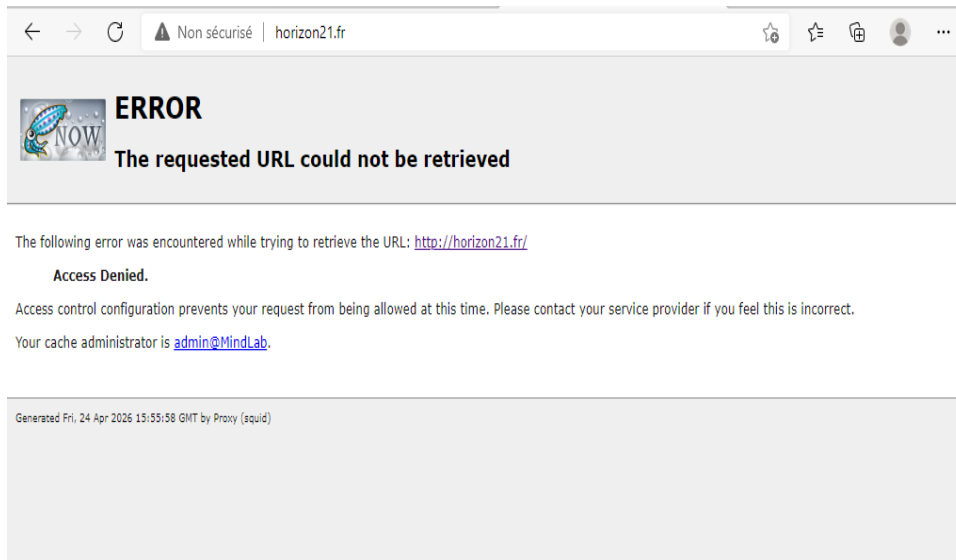 Non sécurisé | horizon21.fr
NOW
ERROR
The requested URL could not be retrieved
The following error was encountered while trying to retrieve the URL: http://horizon21.fr/
Access Denied.
Access control configuration prevents your request from being allowed at this time. Please contact your service provider if you feel this is incorrect.
Your cache administrator is admin@MindLab.
Generated Fri, 24 Apr 2026 15:55:58 GMT by Proxy (squid)